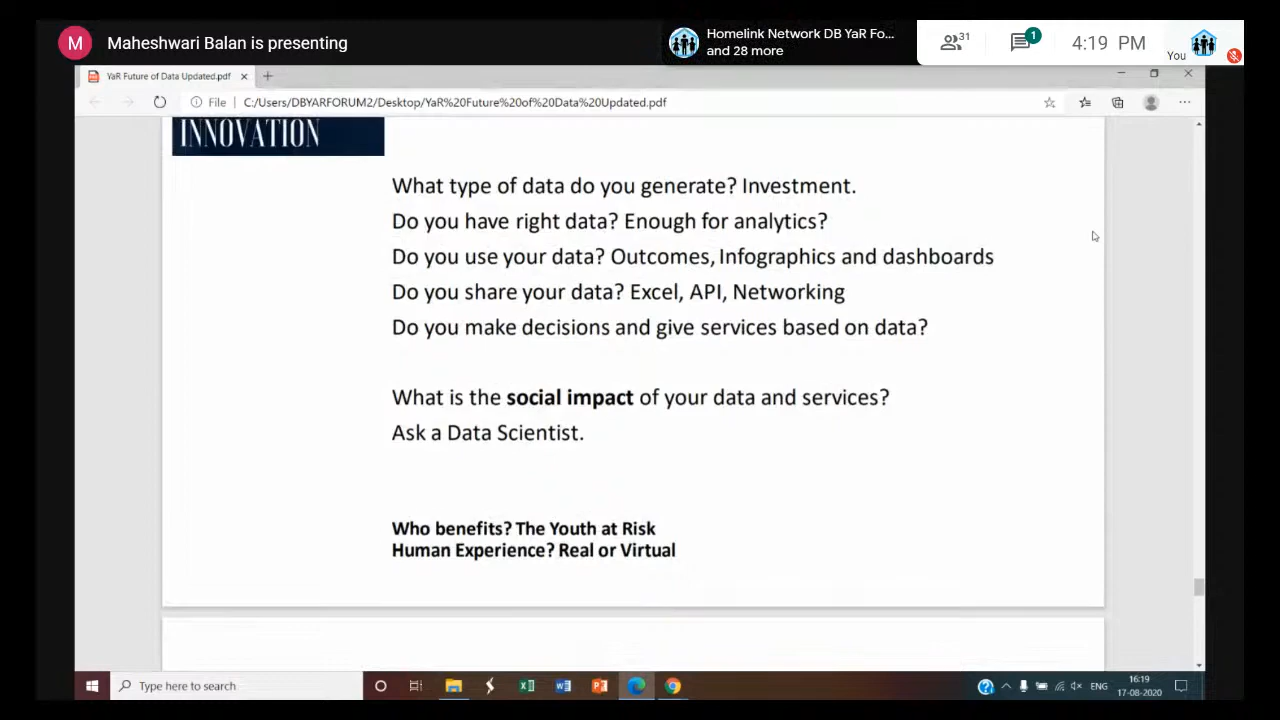 M
Maheshwari Balan is presenting
Homelink Network DB YaR Fo...
and 28 more
31
1
4:19 PM
You
YaR Future of Data Updated.pdf
File
C:/Users/DBYARFORUM2/Desktop/YaR%20Future%20of%20Data%20Updated.pdf
INNOVATION
What type of data do you generate? Investment.
Do you have right data? Enough for analytics?
Do you use your data? Outcomes, Infographics and dashboards
Do you share your data? Excel, API, Networking
Do you make decisions and give services based on data?
What is the social impact of your data and services?
Ask a Data Scientist.
Who benefits? The Youth at Risk
Human Experience? Real or Virtual
Type here to search
ENG
16:19
17-08-2020